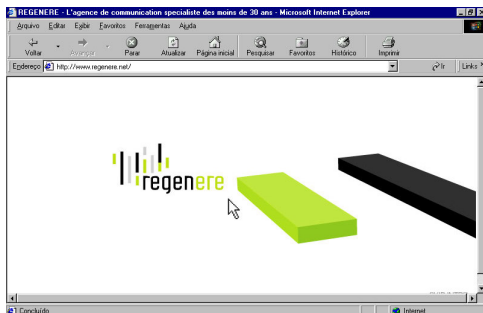 REGENERE - L'agence de communication specialiste des moins de 30 ans - Microsoft Internet Explorer
Arquivo Editar Exibir Favoritos Ferramentas Ajuda
Voltar Avançar Parar Atualizar Página inicial Pesquisar Favoritos Histórico Imprimir
Endereço http://www.regenere.net/ Ir Links
regenere
Concluído Internet